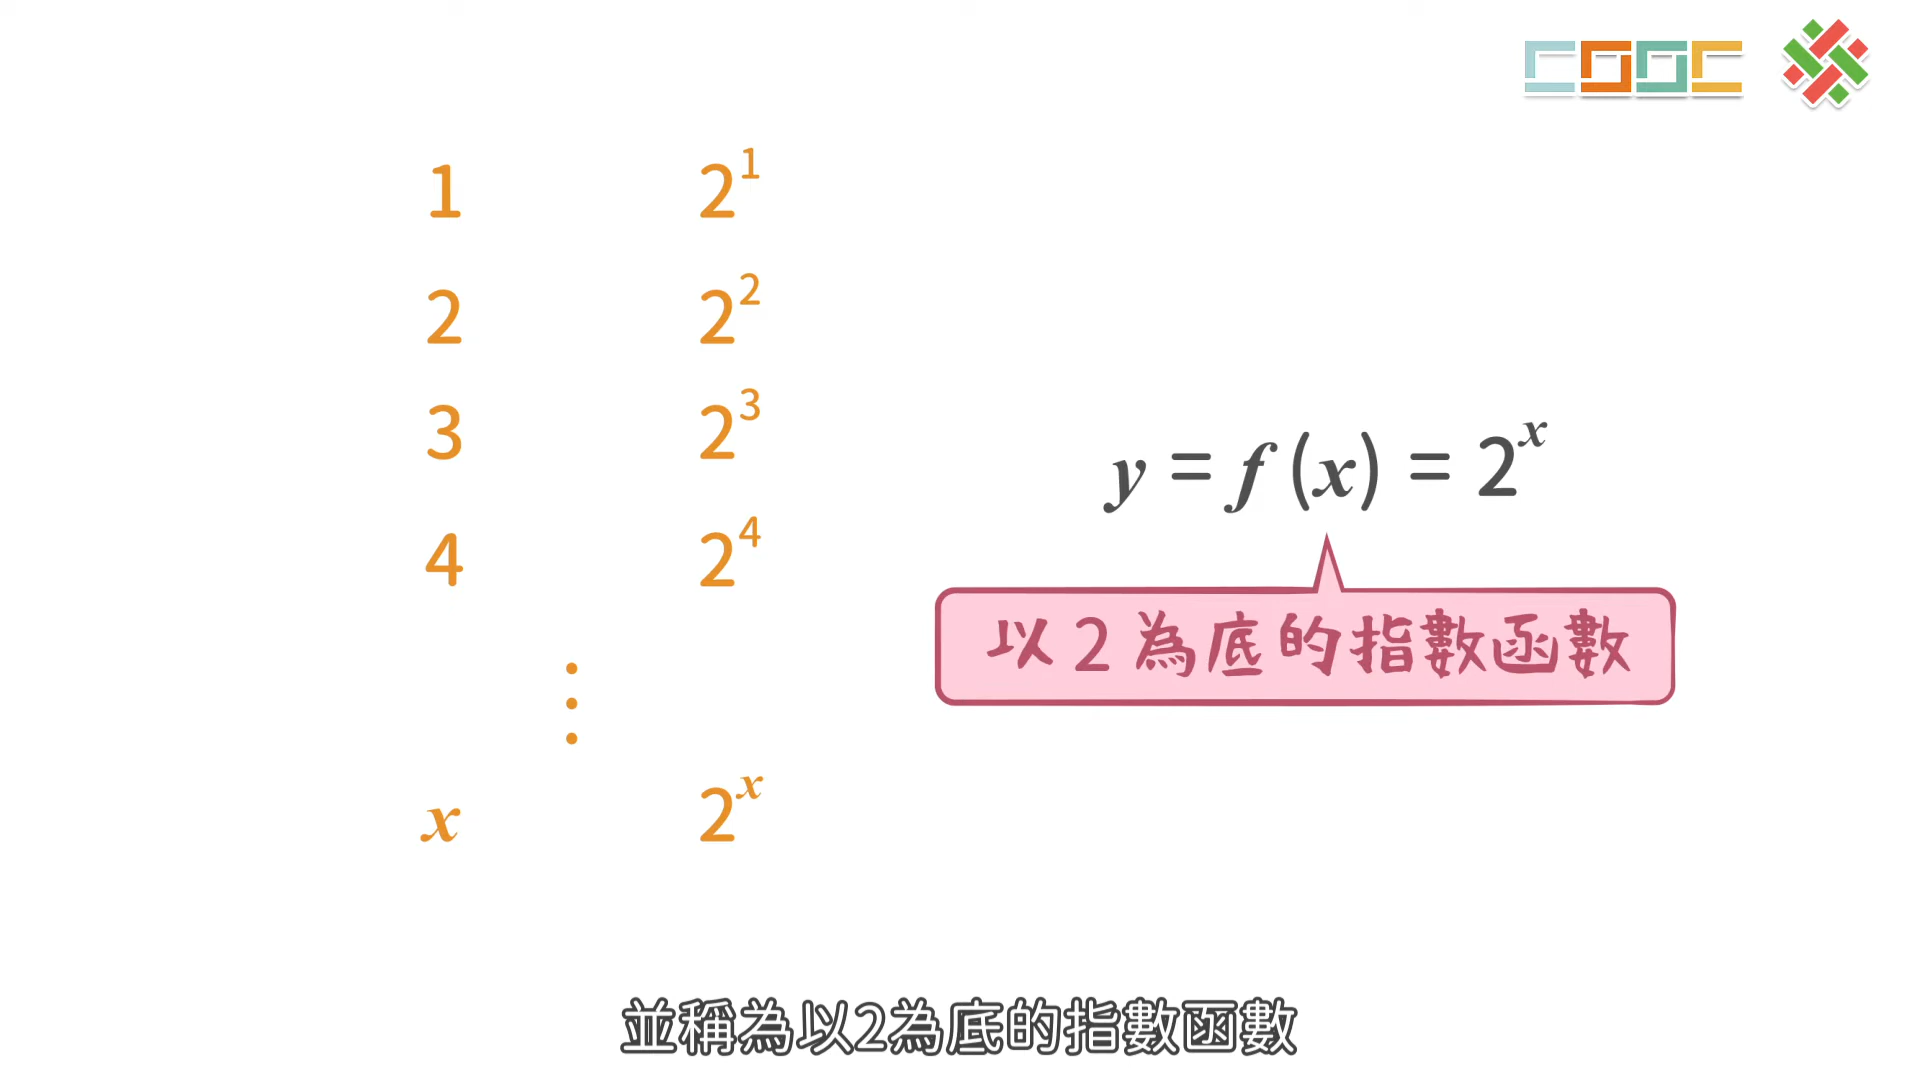 1 2¹
2 2²
3 2³
4 2⁴
⋮
x 2ˣ
y = f (x) = 2ˣ
以 2 為底的指數函數
並稱為以2為底的指數函數